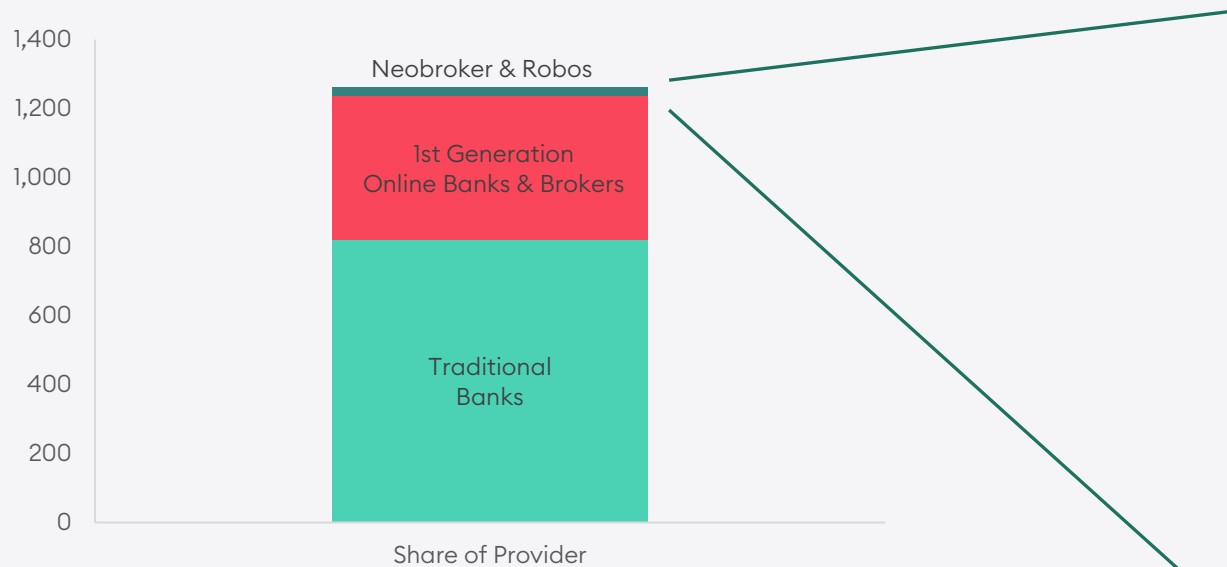 1,400
1,200
1,000
800
600
400
200
0
Neobroker & Robos
1st Generation
Online Banks & Brokers
Traditional
Banks
Share of Provider